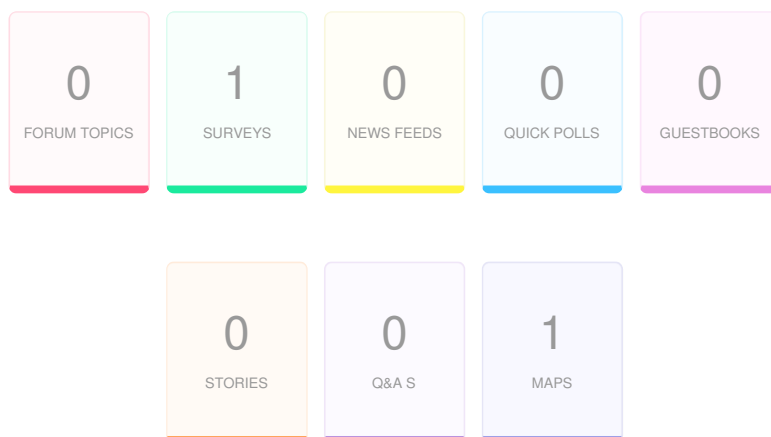 0 1 0 0 0
FORUM TOPICS SURVEYS NEWS FEEDS QUICK POLLS GUESTBOOKS
0 0 1
STORIES Q&A S MAPS